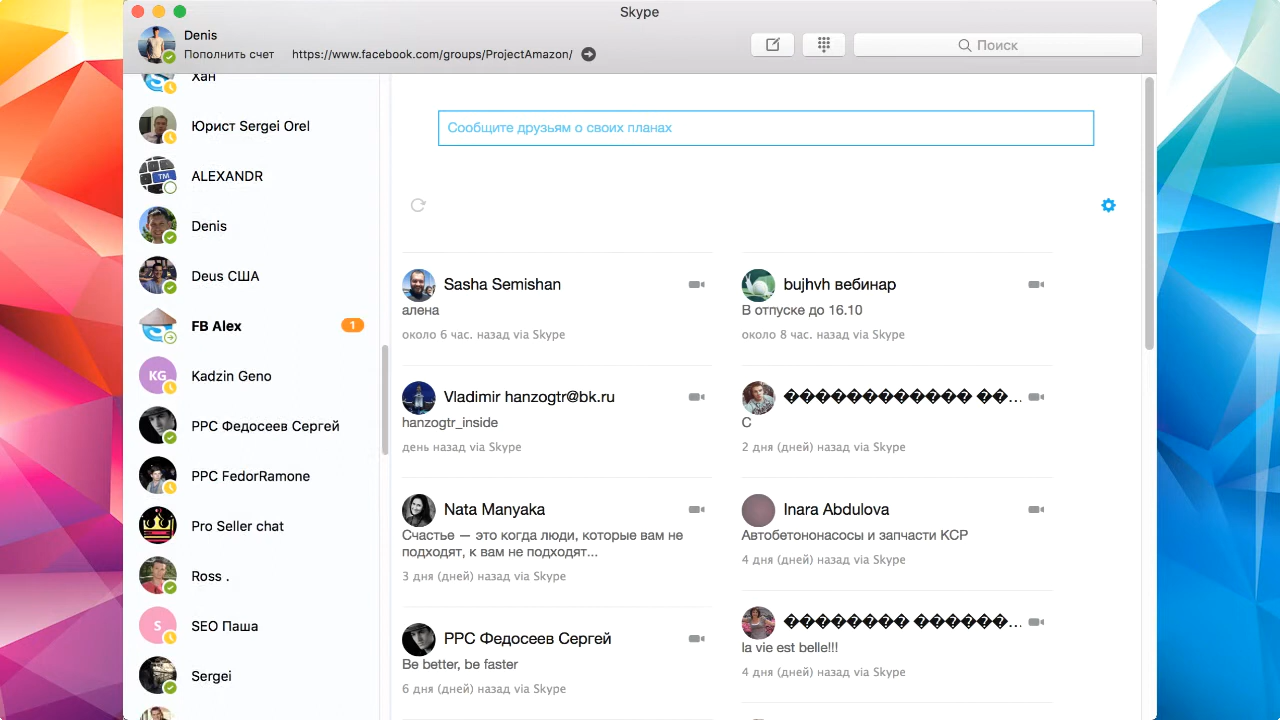 Skype
Denis
Пополнить счет https://www.facebook.com/groups/ProjectAmazon/
Поиск
Хан
Юрист Sergei Orel
ALEXANDR
TM
Denis
Deus США
FB Alex 1
KG Kadzin Geno
PPC Федосеев Сергей
PPC FedorRamone
Pro Seller chat
Ross .
S SEO Паша
Sergei
Сообщите друзьям о своих планах
Sasha Semishan
алена
около 6 час. назад via Skype
bujhvh вебинар
В отпуске до 16.10
около 8 час. назад via Skype
Vladimir hanzogtr@bk.ru
hanzogtr_inside
день назад via Skype
������������ ��...
С
2 дня (дней) назад via Skype
Nata Manyaka
Счастье — это когда люди, которые вам не
подходят, к вам не подходят...
3 дня (дней) назад via Skype
Inara Abdulova
Автобетононасосы и запчасти КСР
4 дня (дней) назад via Skype
PPC Федосеев Сергей
Be better, be faster
6 дня (дней) назад via Skype
�������� ������...
la vie est belle!!!
4 дня (дней) назад via Skype